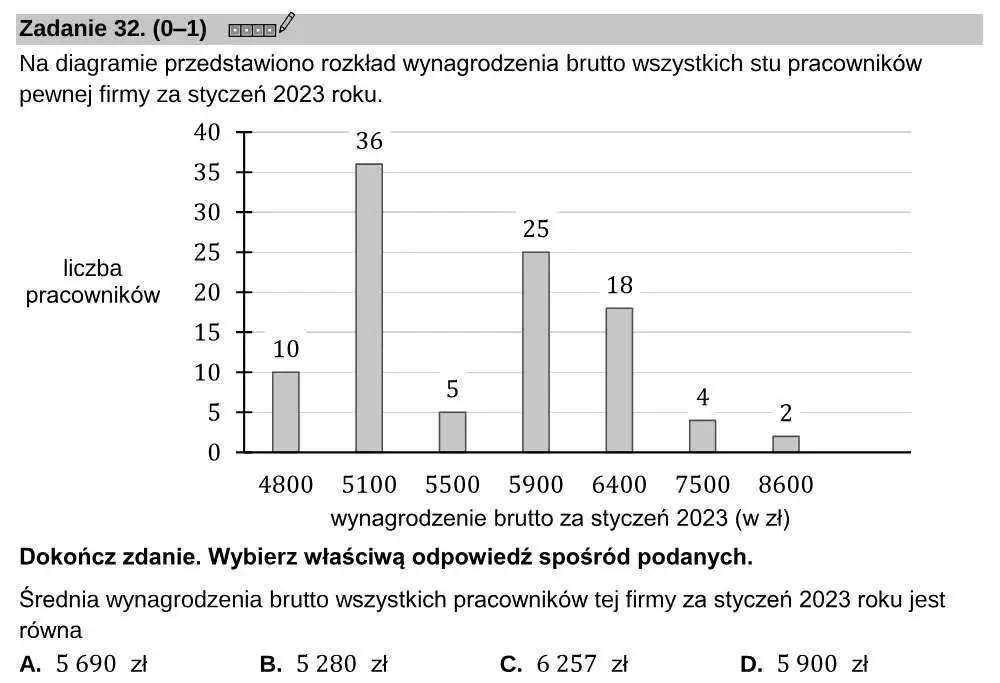 Zadanie 32. (0–1)
Na diagramie przedstawiono rozkład wynagrodzenia brutto wszystkich stu pracowników
pewnej firmy za styczeń 2023 roku.
40
35
30
25
20
15
10
5
0
liczba
pracowników
10
36
5
25
18
4
2
4800 5100 5500 5900 6400 7500 8600
wynagrodzenie brutto za styczeń 2023 (w zł)
Dokończ zdanie. Wybierz właściwą odpowiedź spośród podanych.
Średnia wynagrodzenia brutto wszystkich pracowników tej firmy za styczeń 2023 roku jest
równa
A. 5 690 zł B. 5 280 zł C. 6 257 zł D. 5 900 zł